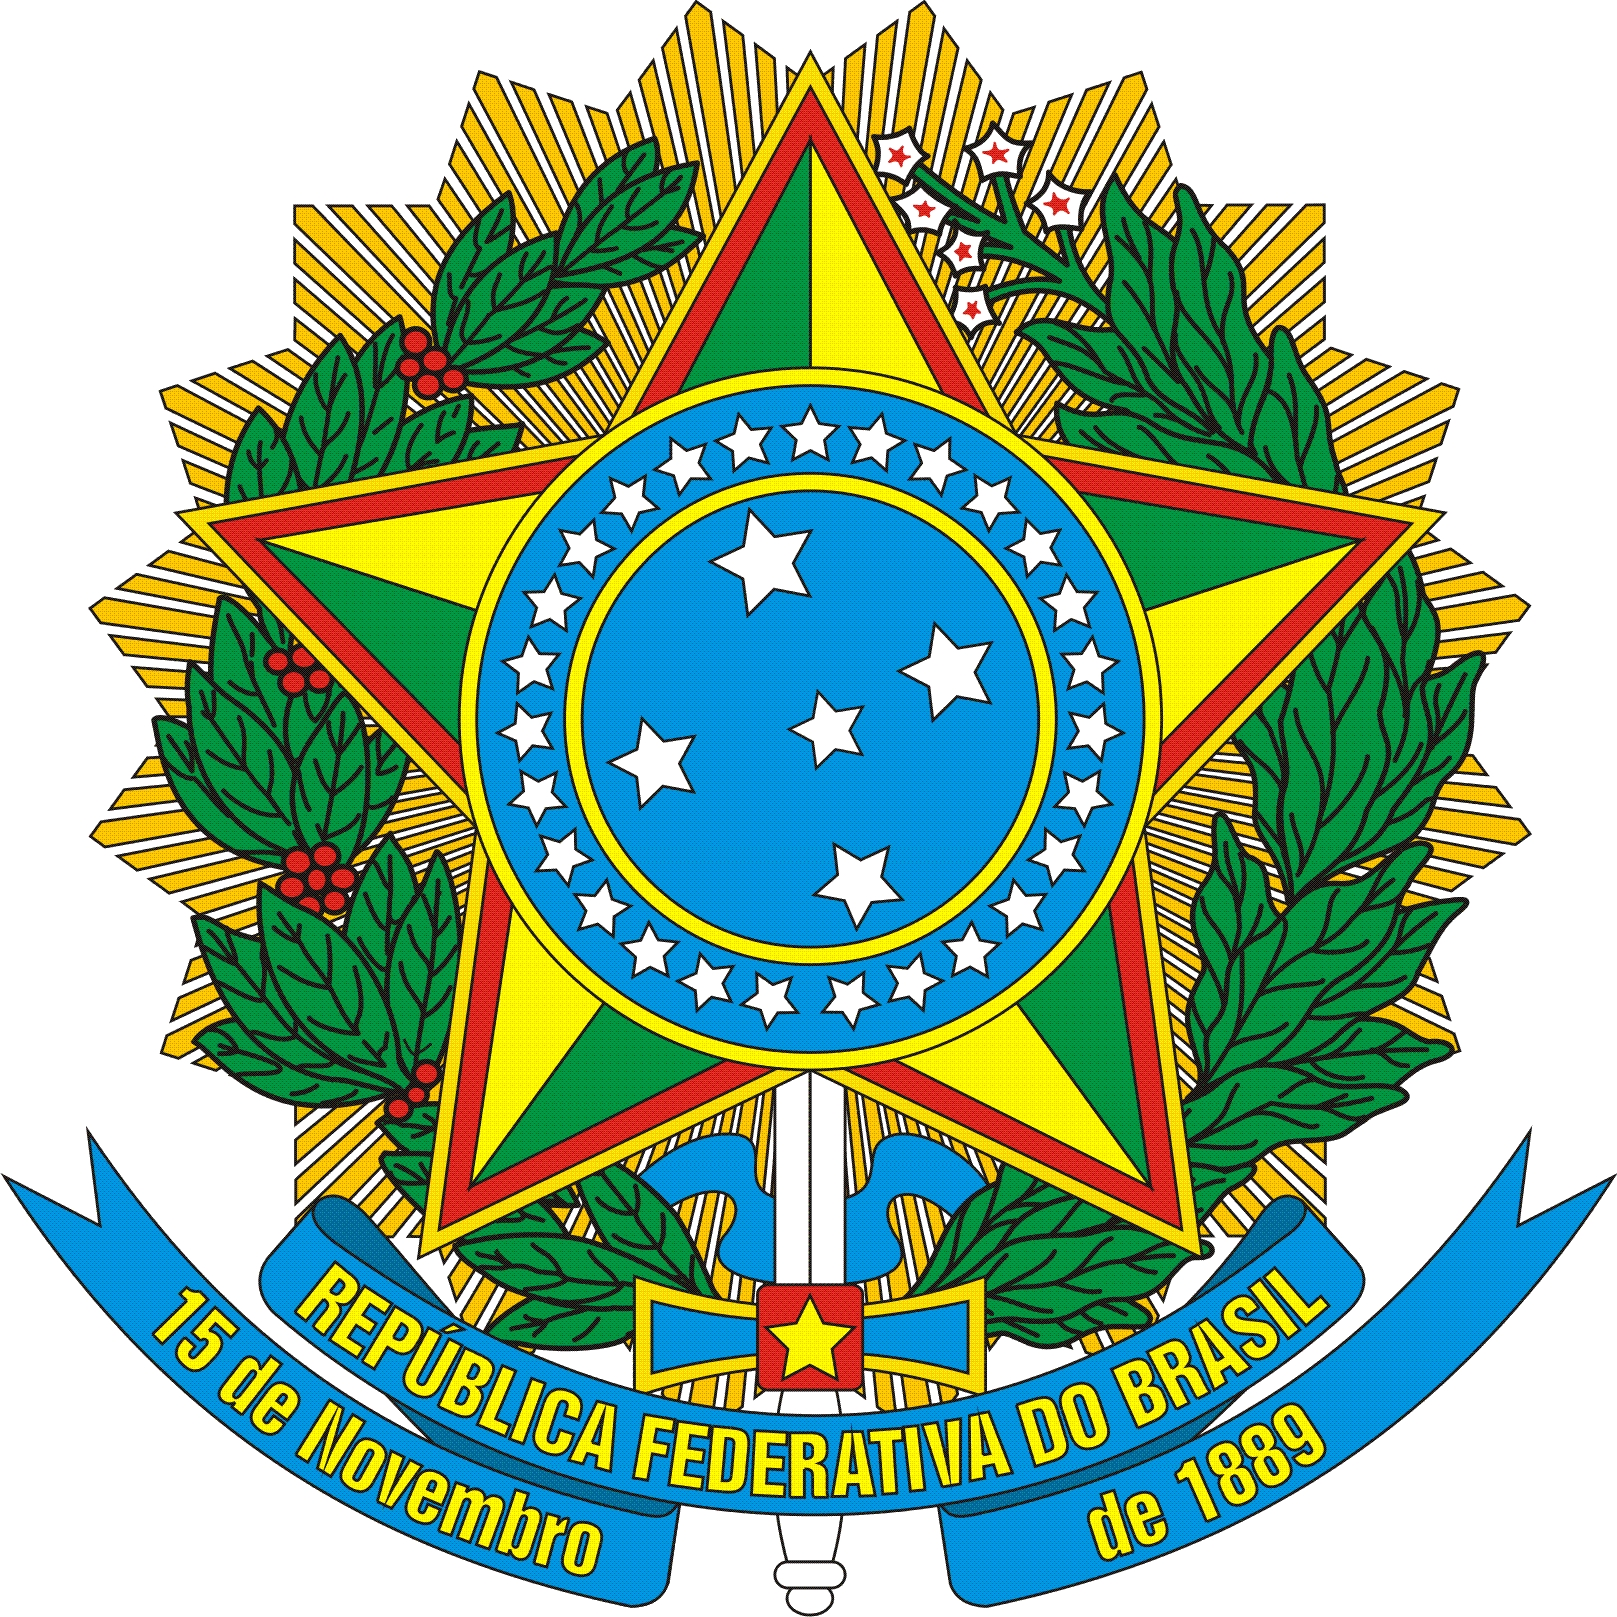 REPÚBLICA FEDERATIVA DO BRASIL
15 de Novembro
de 1889